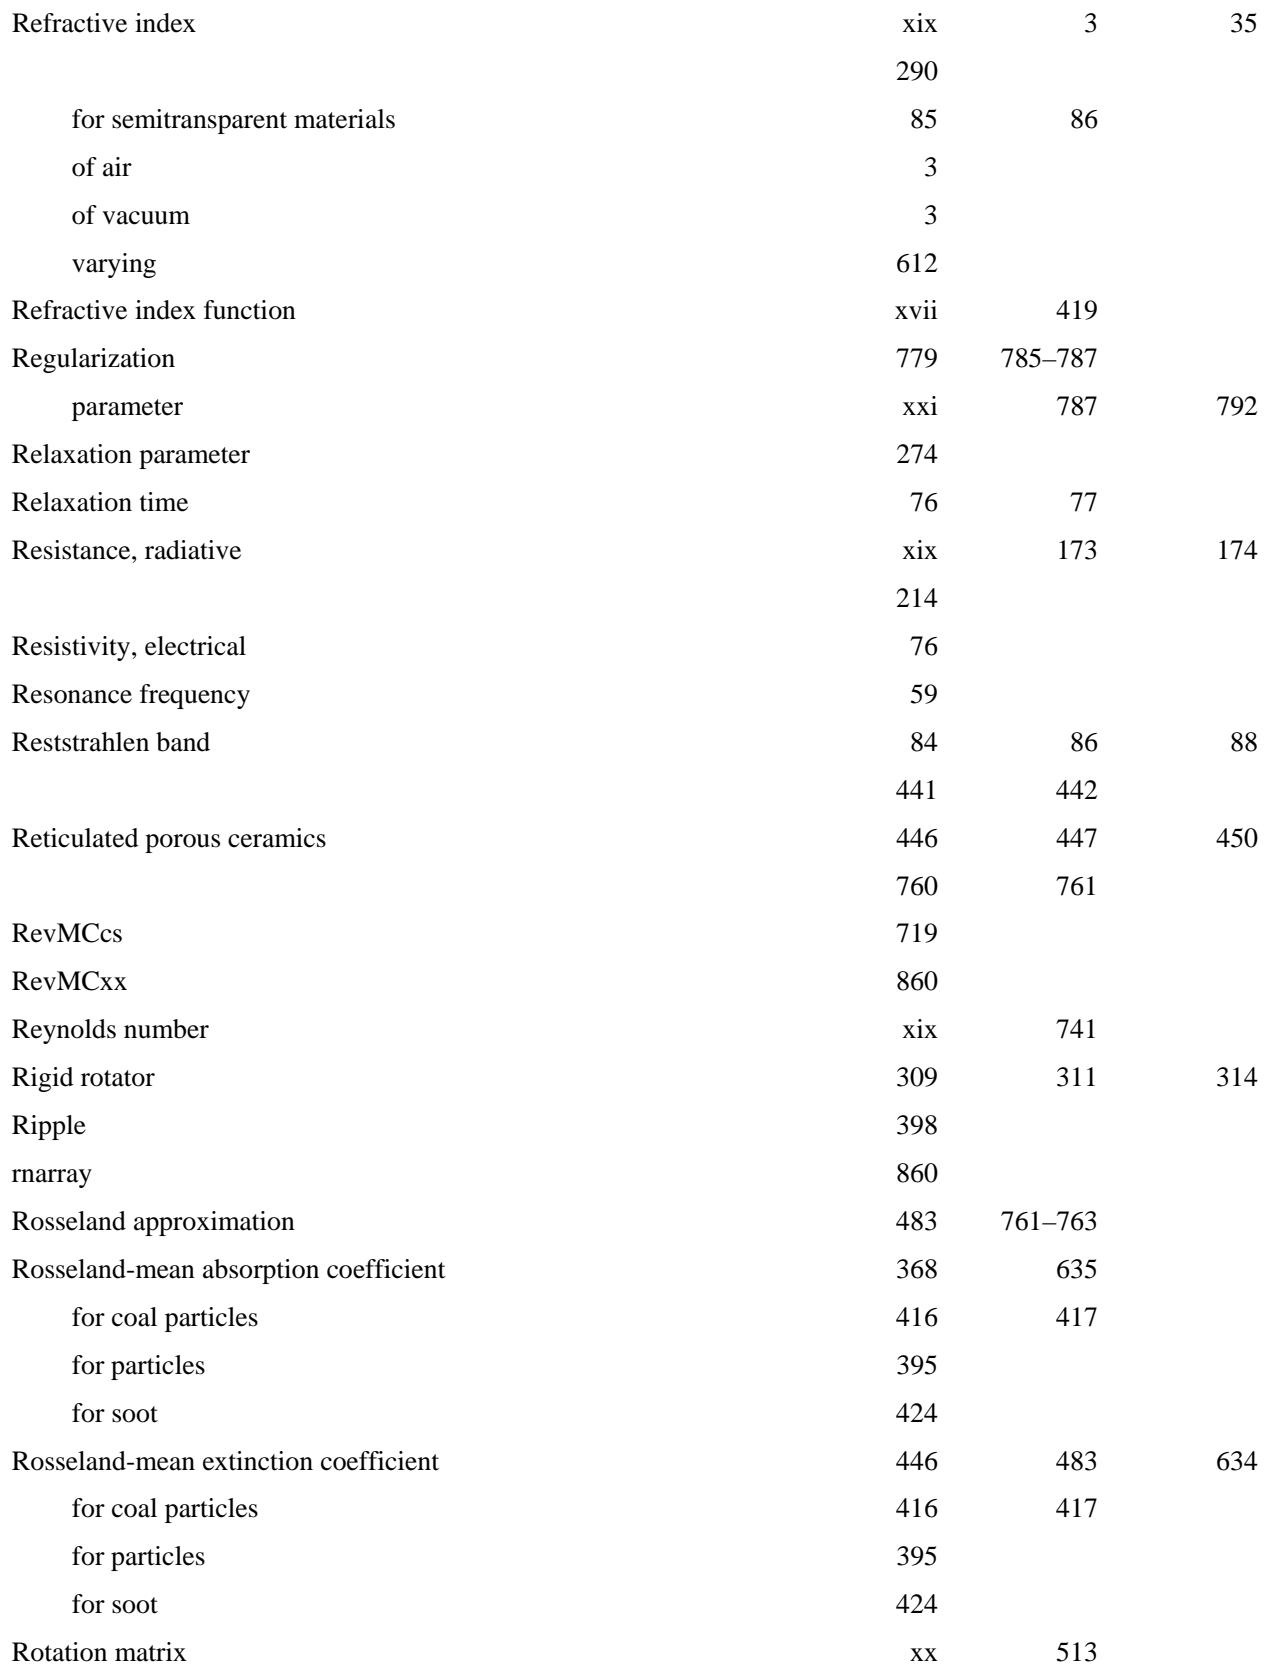 Refractive index xix 3 35
290
for semitransparent materials 85 86
of air 3
of vacuum 3
varying 612
Refractive index function xvii 419
Regularization 779 785–787
parameter xxi 787 792
Relaxation parameter 274
Relaxation time 76 77
Resistance, radiative xix 173 174
214
Resistivity, electrical 76
Resonance frequency 59
Reststrahlen band 84 86 88
441 442
Reticulated porous ceramics 446 447 450
760 761
RevMCcs 719
RevMCxx 860
Reynolds number xix 741
Rigid rotator 309 311 314
Ripple 398
rnarray 860
Rosseland approximation 483 761–763
Rosseland-mean absorption coefficient 368 635
for coal particles 416 417
for particles 395
for soot 424
Rosseland-mean extinction coefficient 446 483 634
for coal particles 416 417
for particles 395
for soot 424
Rotation matrix xx 513